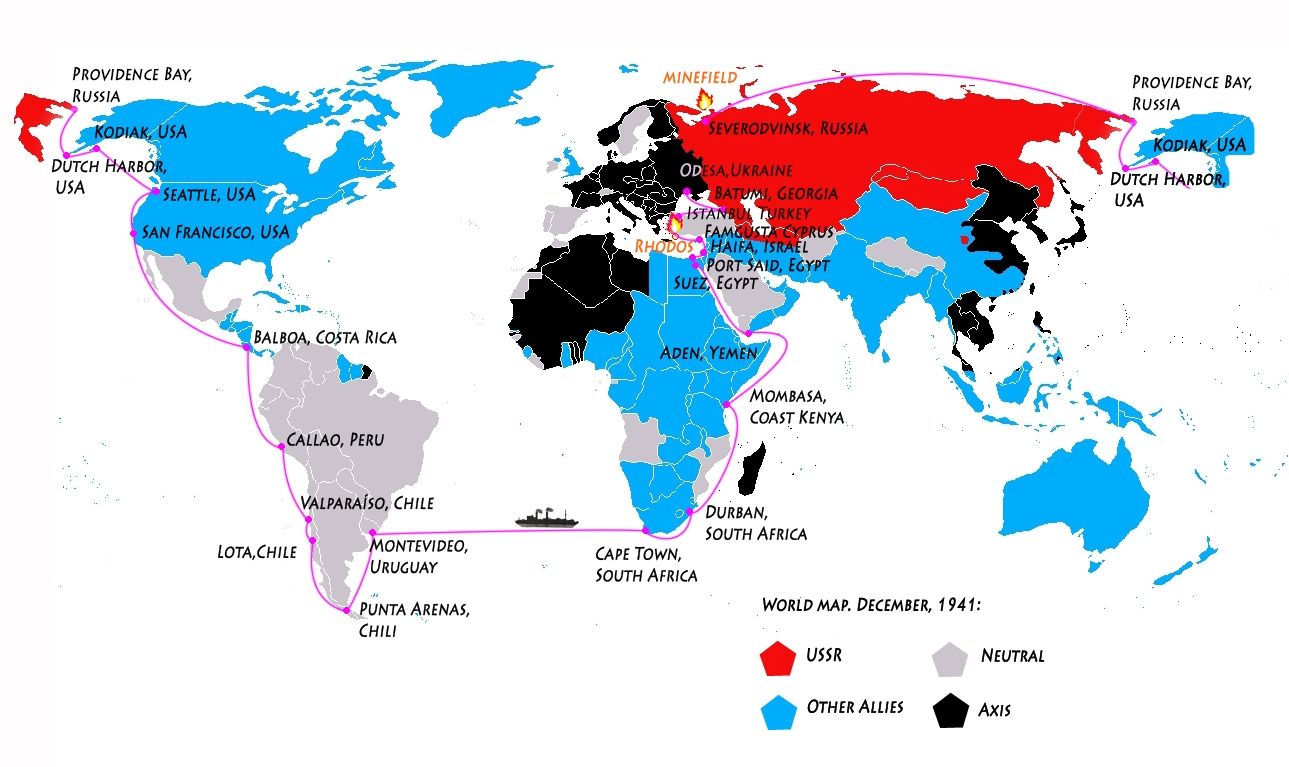 MINEFIELD
PROVIDENCE BAY,
RUSSIA
PROVIDENCE BAY,
RUSSIA
KODIAK, USA
SEVERODVINSK, RUSSIA
KODIAK, USA
DUTCH HARBOR,
USA
ODESA,UKRAINE
DUTCH HARBOR,
USA
SEATTLE, USA
BATUMI, GEORGIA
ISTANBUL TURKEY
SAN FRANCISCO, USA
FAMGUSTA CYPRUS
RHODOS
HAIFA, ISRAEL
PORT SAID, EGYPT
SUEZ, EGYPT
BALBOA, COSTA RICA
ADEN, YEMEN
MOMBASA,
COAST KENYA
CALLAO, PERU
VALPARAÍSO, CHILE
DURBAN,
SOUTH AFRICA
LOTA,CHILE
MONTEVIDEO,
URUGUAY
CAPE TOWN,
SOUTH AFRICA
PUNTA ARENAS,
CHILI
WORLD MAP. DECEMBER, 1941:
USSR
NEUTRAL
OTHER ALLIES
AXIS